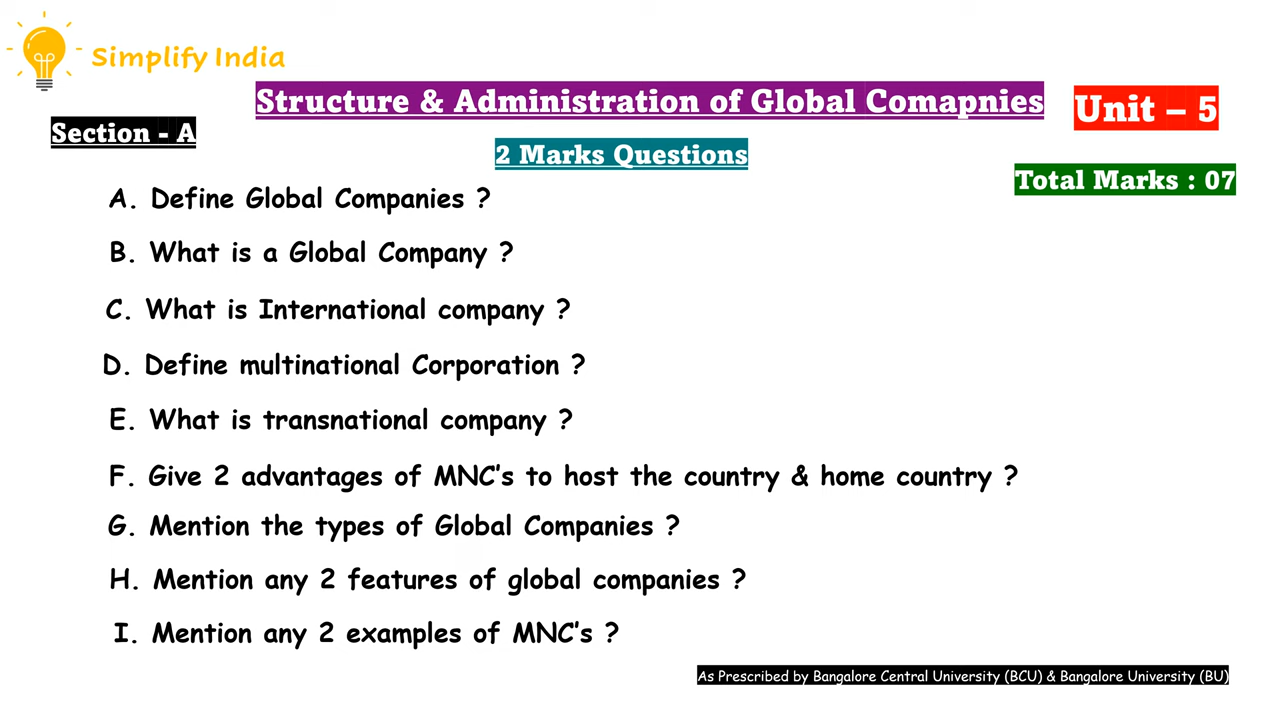 Simplify India
Structure & Administration of Global Comapnies
Unit – 5
Section - A
2 Marks Questions
Total Marks : 07
A. Define Global Companies ?
B. What is a Global Company ?
C. What is International company ?
D. Define multinational Corporation ?
E. What is transnational company ?
F. Give 2 advantages of MNC's to host the country & home country ?
G. Mention the types of Global Companies ?
H. Mention any 2 features of global companies ?
I. Mention any 2 examples of MNC's ?
As Prescribed by Bangalore Central University (BCU) & Bangalore University (BU)